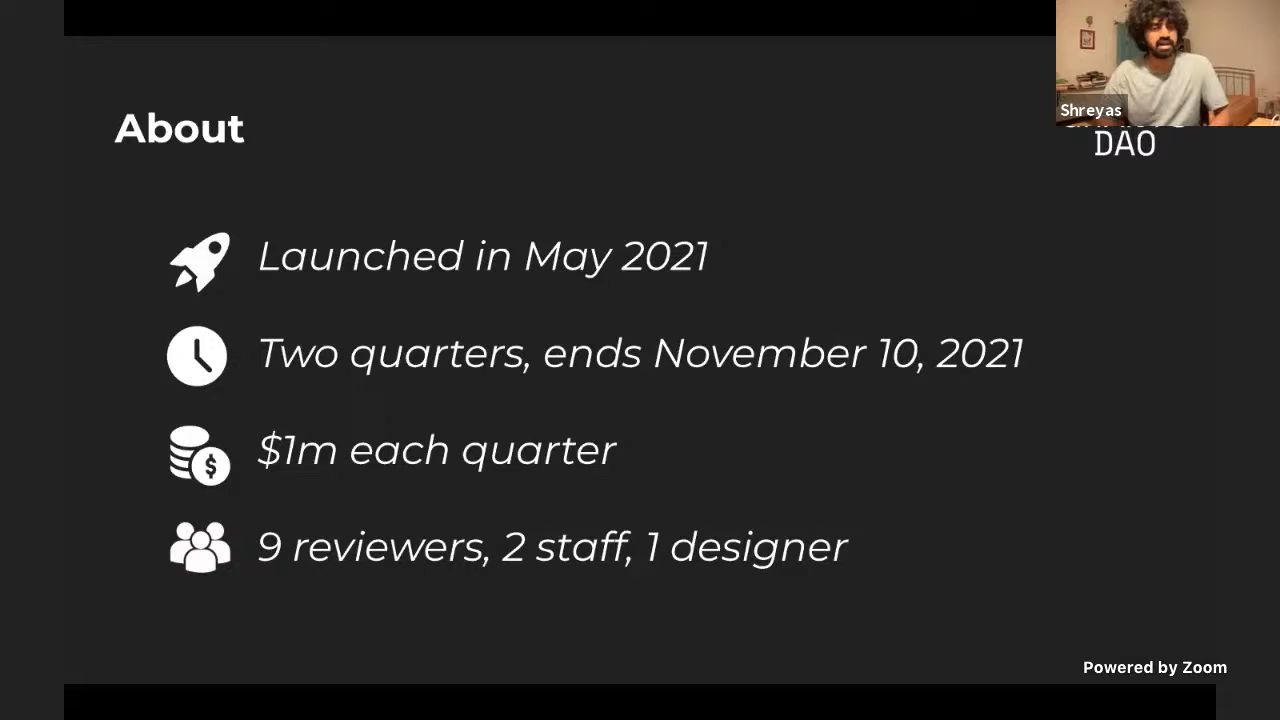 About
Shreyas
DAO
Launched in May 2021
Two quarters, ends November 10, 2021
$1m each quarter
$
9 reviewers, 2 staff, 1 designer
Powered by Zoom